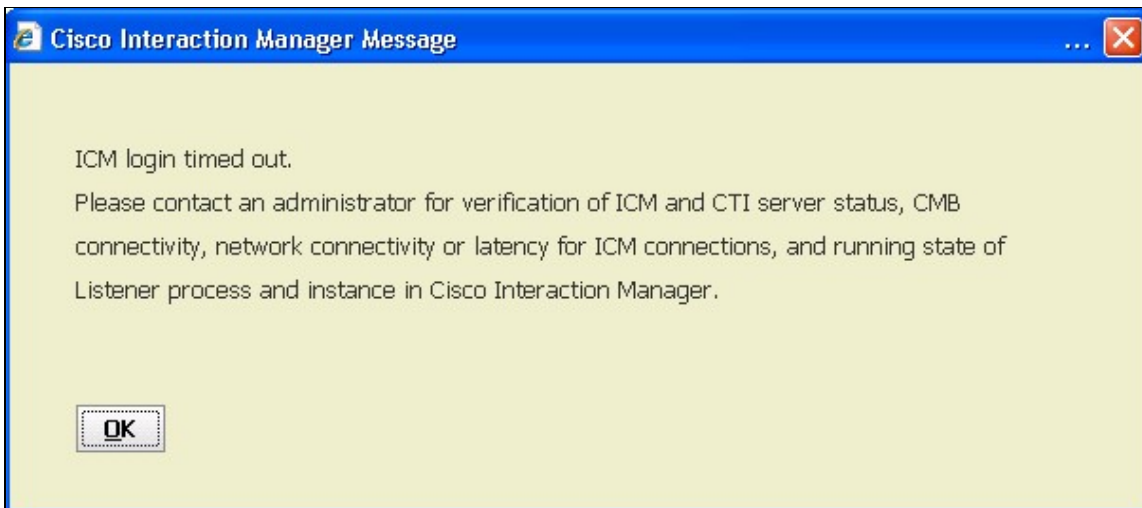 Cisco Interaction Manager Message ...
ICM login timed out.
Please contact an administrator for verification of ICM and CTI server status, CMB
connectivity, network connectivity or latency for ICM connections, and running state of
Listener process and instance in Cisco Interaction Manager.
OK